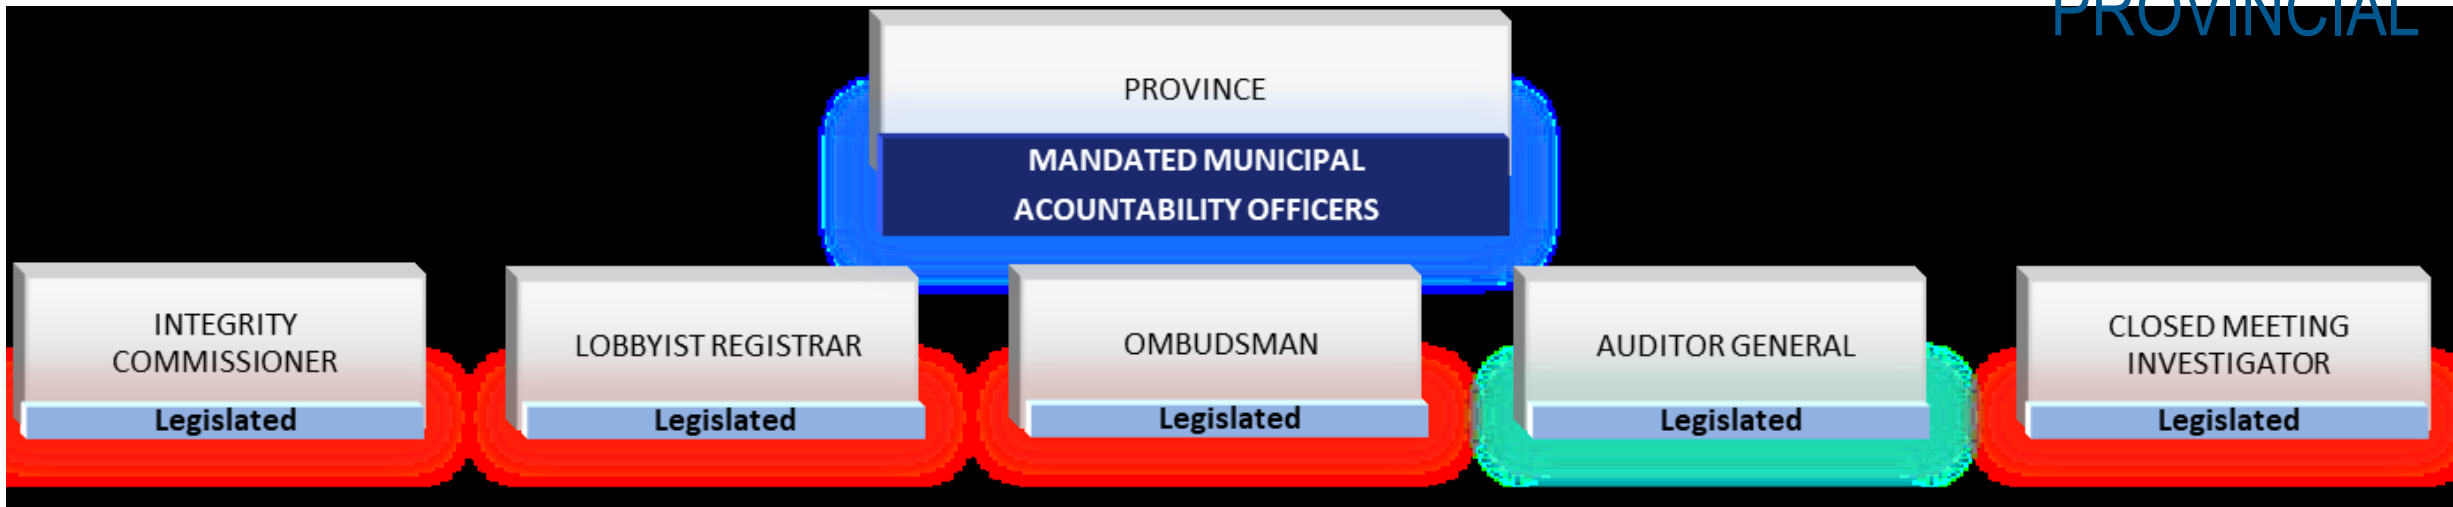 PROVINCIAL
PROVINCE
MANDATED MUNICIPAL
ACOUNTABILITY OFFICERS
INTEGRITY
COMMISSIONER
Legislated
LOBBYIST REGISTRAR
Legislated
OMBUDSMAN
Legislated
AUDITOR GENERAL
Legislated
CLOSED MEETING
INVESTIGATOR
Legislated